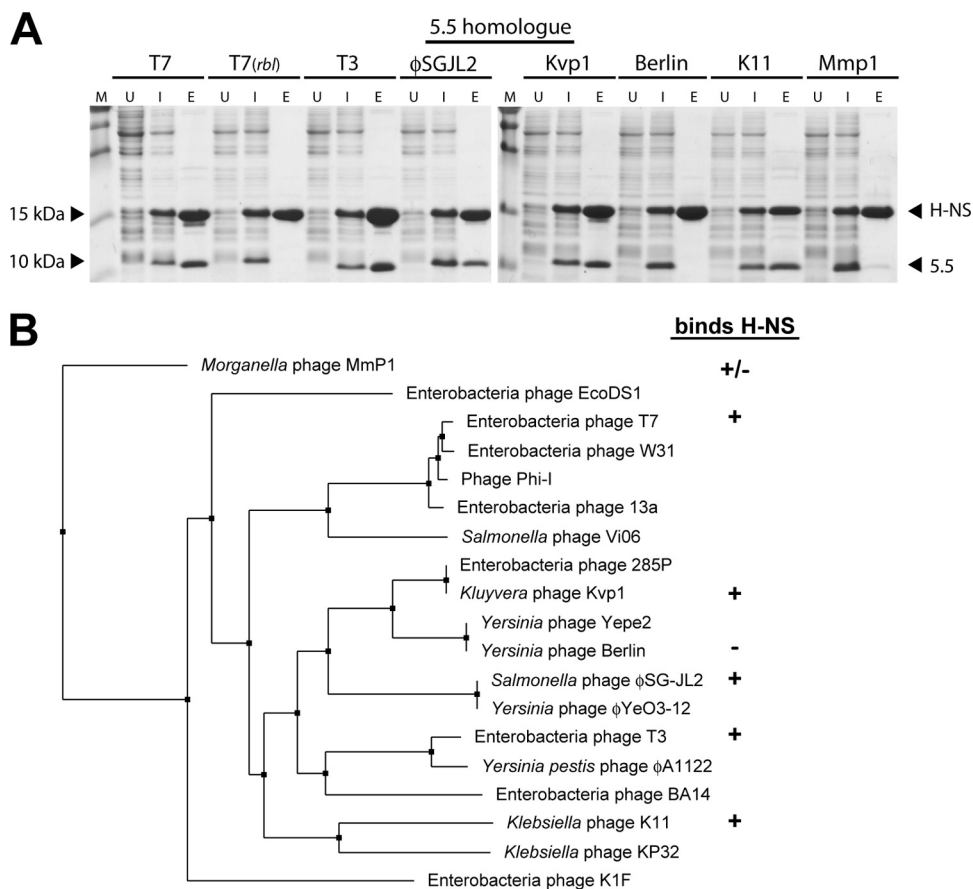 A
5.5 homologue
T7 T7(rbl) T3 ϕSGJL2 Kvp1 Berlin K11 Mmp1
M U I E U I E U I E U I E M U I E U I E U I E U I E
15 kDa H-NS
10 kDa 5.5
B
binds H-NS
Morganella phage MmP1 +/-
Enterobacteria phage EcoDS1
Enterobacteria phage T7 +
Enterobacteria phage W31
Phage Phi-I
Enterobacteria phage 13a
Salmonella phage Vi06
Enterobacteria phage 285P
Kluyvera phage Kvp1 +
Yersinia phage Yepe2
Yersinia phage Berlin -
Salmonella phage ϕSG-JL2 +
Yersinia phage ϕYeO3-12
Enterobacteria phage T3 +
Yersinia pestis phage ϕA1122
Enterobacteria phage BA14
Klebsiella phage K11 +
Klebsiella phage KP32
Enterobacteria phage K1F